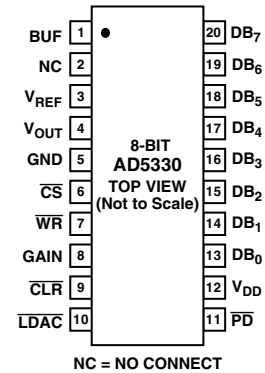 BUF 1 20 DB7
NC 2 19 DB6
VREF 3 18 DB5
VOUT 4 17 DB4
8-BIT
GND 5 AD5330 16 DB3
CS 6 TOP VIEW 15 DB2
(Not to Scale)
WR 7 14 DB1
GAIN 8 13 DB0
CLR 9 12 VDD
LDAC 10 11 PD
NC = NO CONNECT